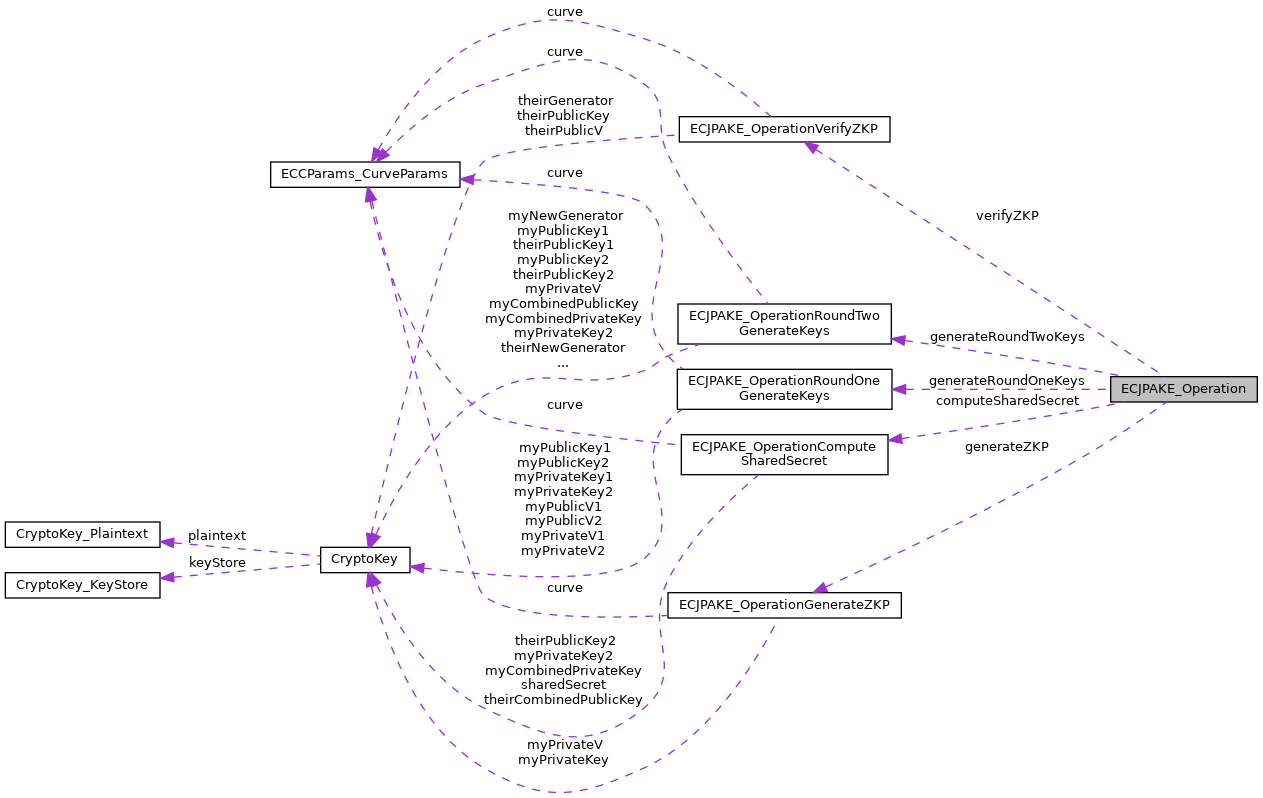 curve
curve
theirGenerator
theirPublicKey
theirPublicV
ECJPAKE_OperationVerifyZKP
ECCParams_CurveParams
curve
verifyZKP
myNewGenerator
myPublicKey1
theirPublicKey1
myPublicKey2
theirPublicKey2
myPrivateV
myCombinedPublicKey
myCombinedPrivateKey
myPrivateKey2
theirNewGenerator
...
ECJPAKE_OperationRoundTwo
GenerateKeys
generateRoundTwoKeys
ECJPAKE_OperationRoundOne
GenerateKeys
generateRoundOneKeys
ECJPAKE_Operation
computeSharedSecret
curve
ECJPAKE_OperationCompute
SharedSecret
generateZKP
myPublicKey1
myPublicKey2
myPrivateKey1
myPrivateKey2
myPublicV1
myPublicV2
myPrivateV1
myPrivateV2
CryptoKey_Plaintext
plaintext
CryptoKey
keyStore
CryptoKey_KeyStore
curve
ECJPAKE_OperationGenerateZKP
theirPublicKey2
myPrivateKey2
myCombinedPrivateKey
sharedSecret
theirCombinedPublicKey
myPrivateV
myPrivateKey